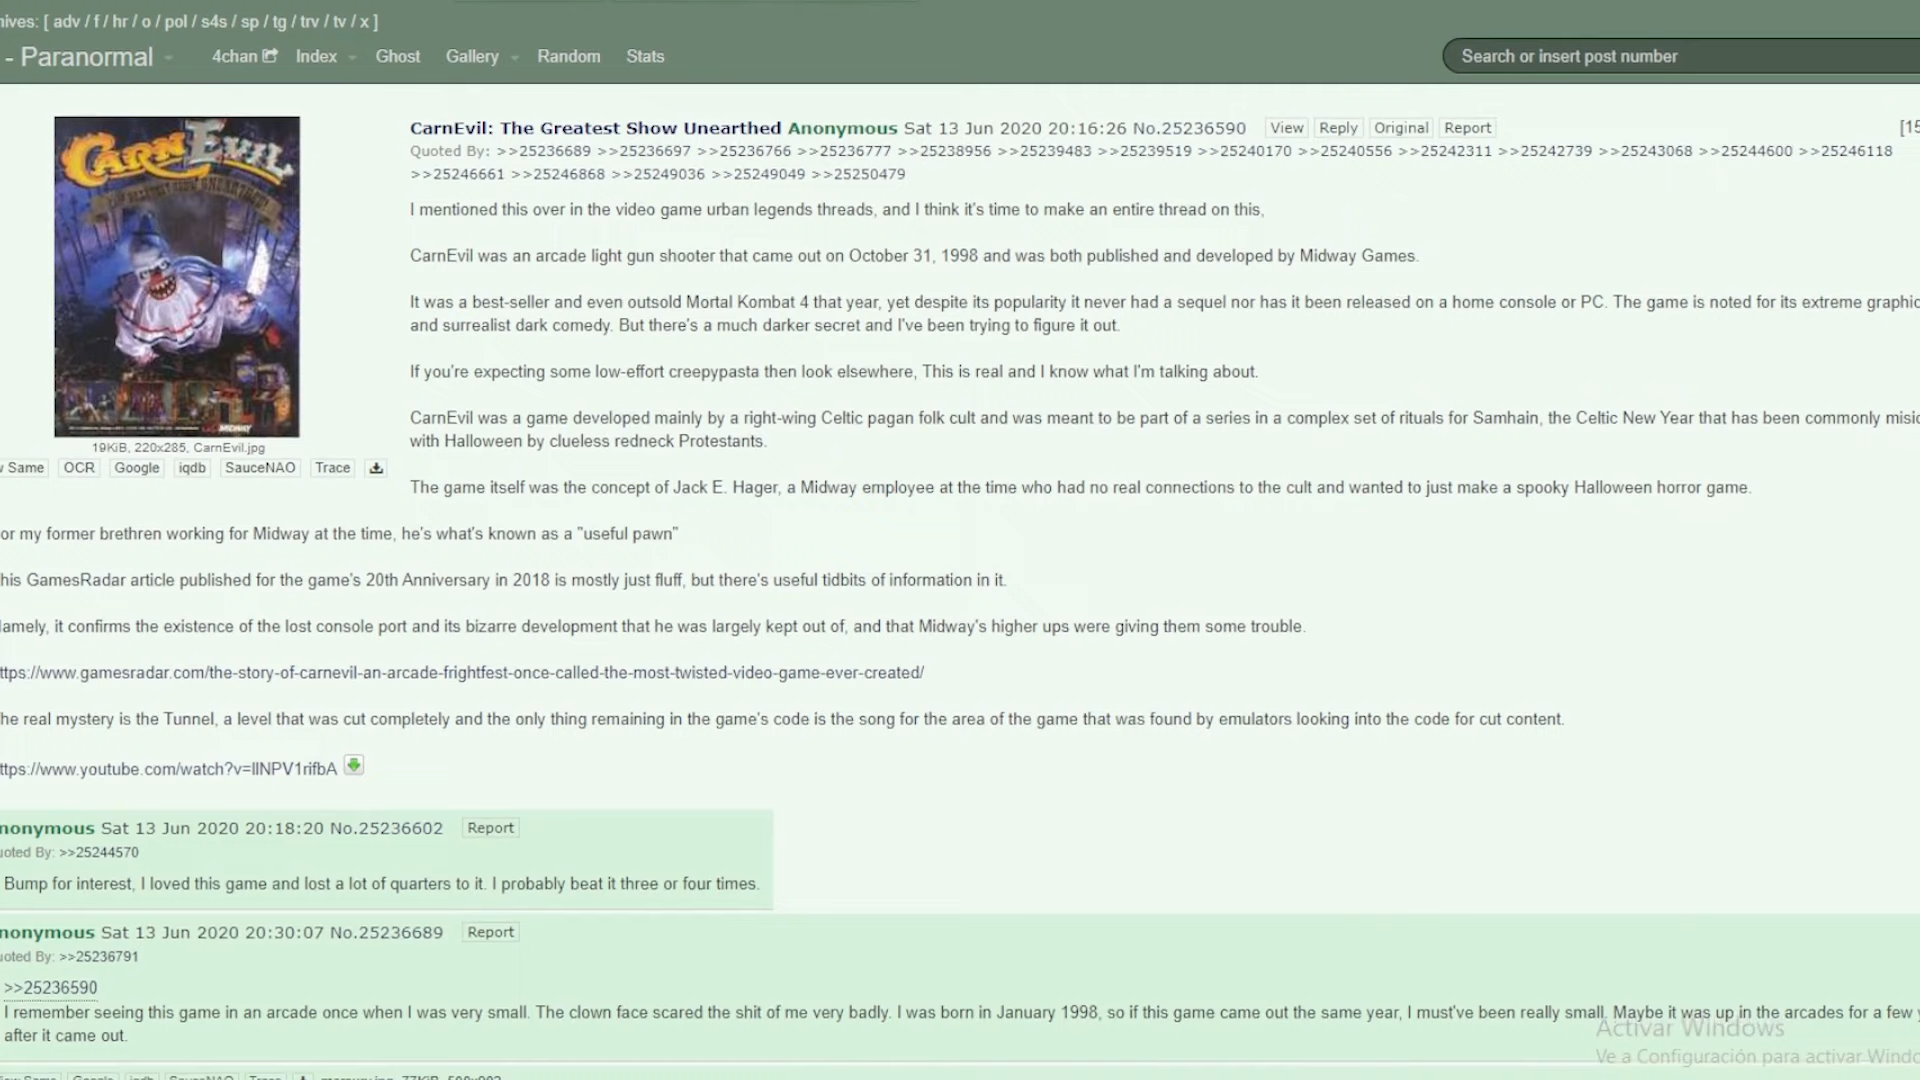 hives: [ adv / f / hr / o / pol / s4s / sp / tg / trv / tv / x ]
- Paranormal 4chan Index Ghost Gallery Random Stats Search or insert post number
CARNEVIL
MIDWAY
19KiB, 220x285, CarnEvil.jpg
w Same OCR Google iqdb SauceNAO Trace
CarnEvil: The Greatest Show Unearthed Anonymous Sat 13 Jun 2020 20:16:26 No.25236590 View Reply Original Report [15
Quoted By: >>25236689 >>25236697 >>25236766 >>25236777 >>25238956 >>25239483 >>25239519 >>25240170 >>25240556 >>25242311 >>25242739 >>25243068 >>25244600 >>25246118
>>25246661 >>25246868 >>25249036 >>25249049 >>25250479
I mentioned this over in the video game urban legends threads, and I think it's time to make an entire thread on this,
CarnEvil was an arcade light gun shooter that came out on October 31, 1998 and was both published and developed by Midway Games.
It was a best-seller and even outsold Mortal Kombat 4 that year, yet despite its popularity it never had a sequel nor has it been released on a home console or PC. The game is noted for its extreme graphic
and surrealist dark comedy. But there's a much darker secret and I've been trying to figure it out.
If you're expecting some low-effort creepypasta then look elsewhere, This is real and I know what I'm talking about.
CarnEvil was a game developed mainly by a right-wing Celtic pagan folk cult and was meant to be part of a series in a complex set of rituals for Samhain, the Celtic New Year that has been commonly misi
with Halloween by clueless redneck Protestants.
The game itself was the concept of Jack E. Hager, a Midway employee at the time who had no real connections to the cult and wanted to just make a spooky Halloween horror game.
or my former brethren working for Midway at the time, he's what's known as a "useful pawn"
his GamesRadar article published for the game's 20th Anniversary in 2018 is mostly just fluff, but there's useful tidbits of information in it.
amely, it confirms the existence of the lost console port and its bizarre development that he was largely kept out of, and that Midway's higher ups were giving them some trouble.
ttps://www.gamesradar.com/the-story-of-carnevil-an-arcade-frightfest-once-called-the-most-twisted-video-game-ever-created/
he real mystery is the Tunnel, a level that was cut completely and the only thing remaining in the game's code is the song for the area of the game that was found by emulators looking into the code for cut content.
ttps://www.youtube.com/watch?v=IlNPV1rifbA
nonymous Sat 13 Jun 2020 20:18:20 No.25236602 Report
uoted By: >>25244570
Bump for interest, I loved this game and lost a lot of quarters to it. I probably beat it three or four times.
nonymous Sat 13 Jun 2020 20:30:07 No.25236689 Report
uoted By: >>25236791
>>25236590
I remember seeing this game in an arcade once when I was very small. The clown face scared the shit of me very badly. I was born in January 1998, so if this game came out the same year, I must've been really small. Maybe it was up in the arcades for a few y
after it came out.
Activar Windows
Ve a Configuración para activar Windo